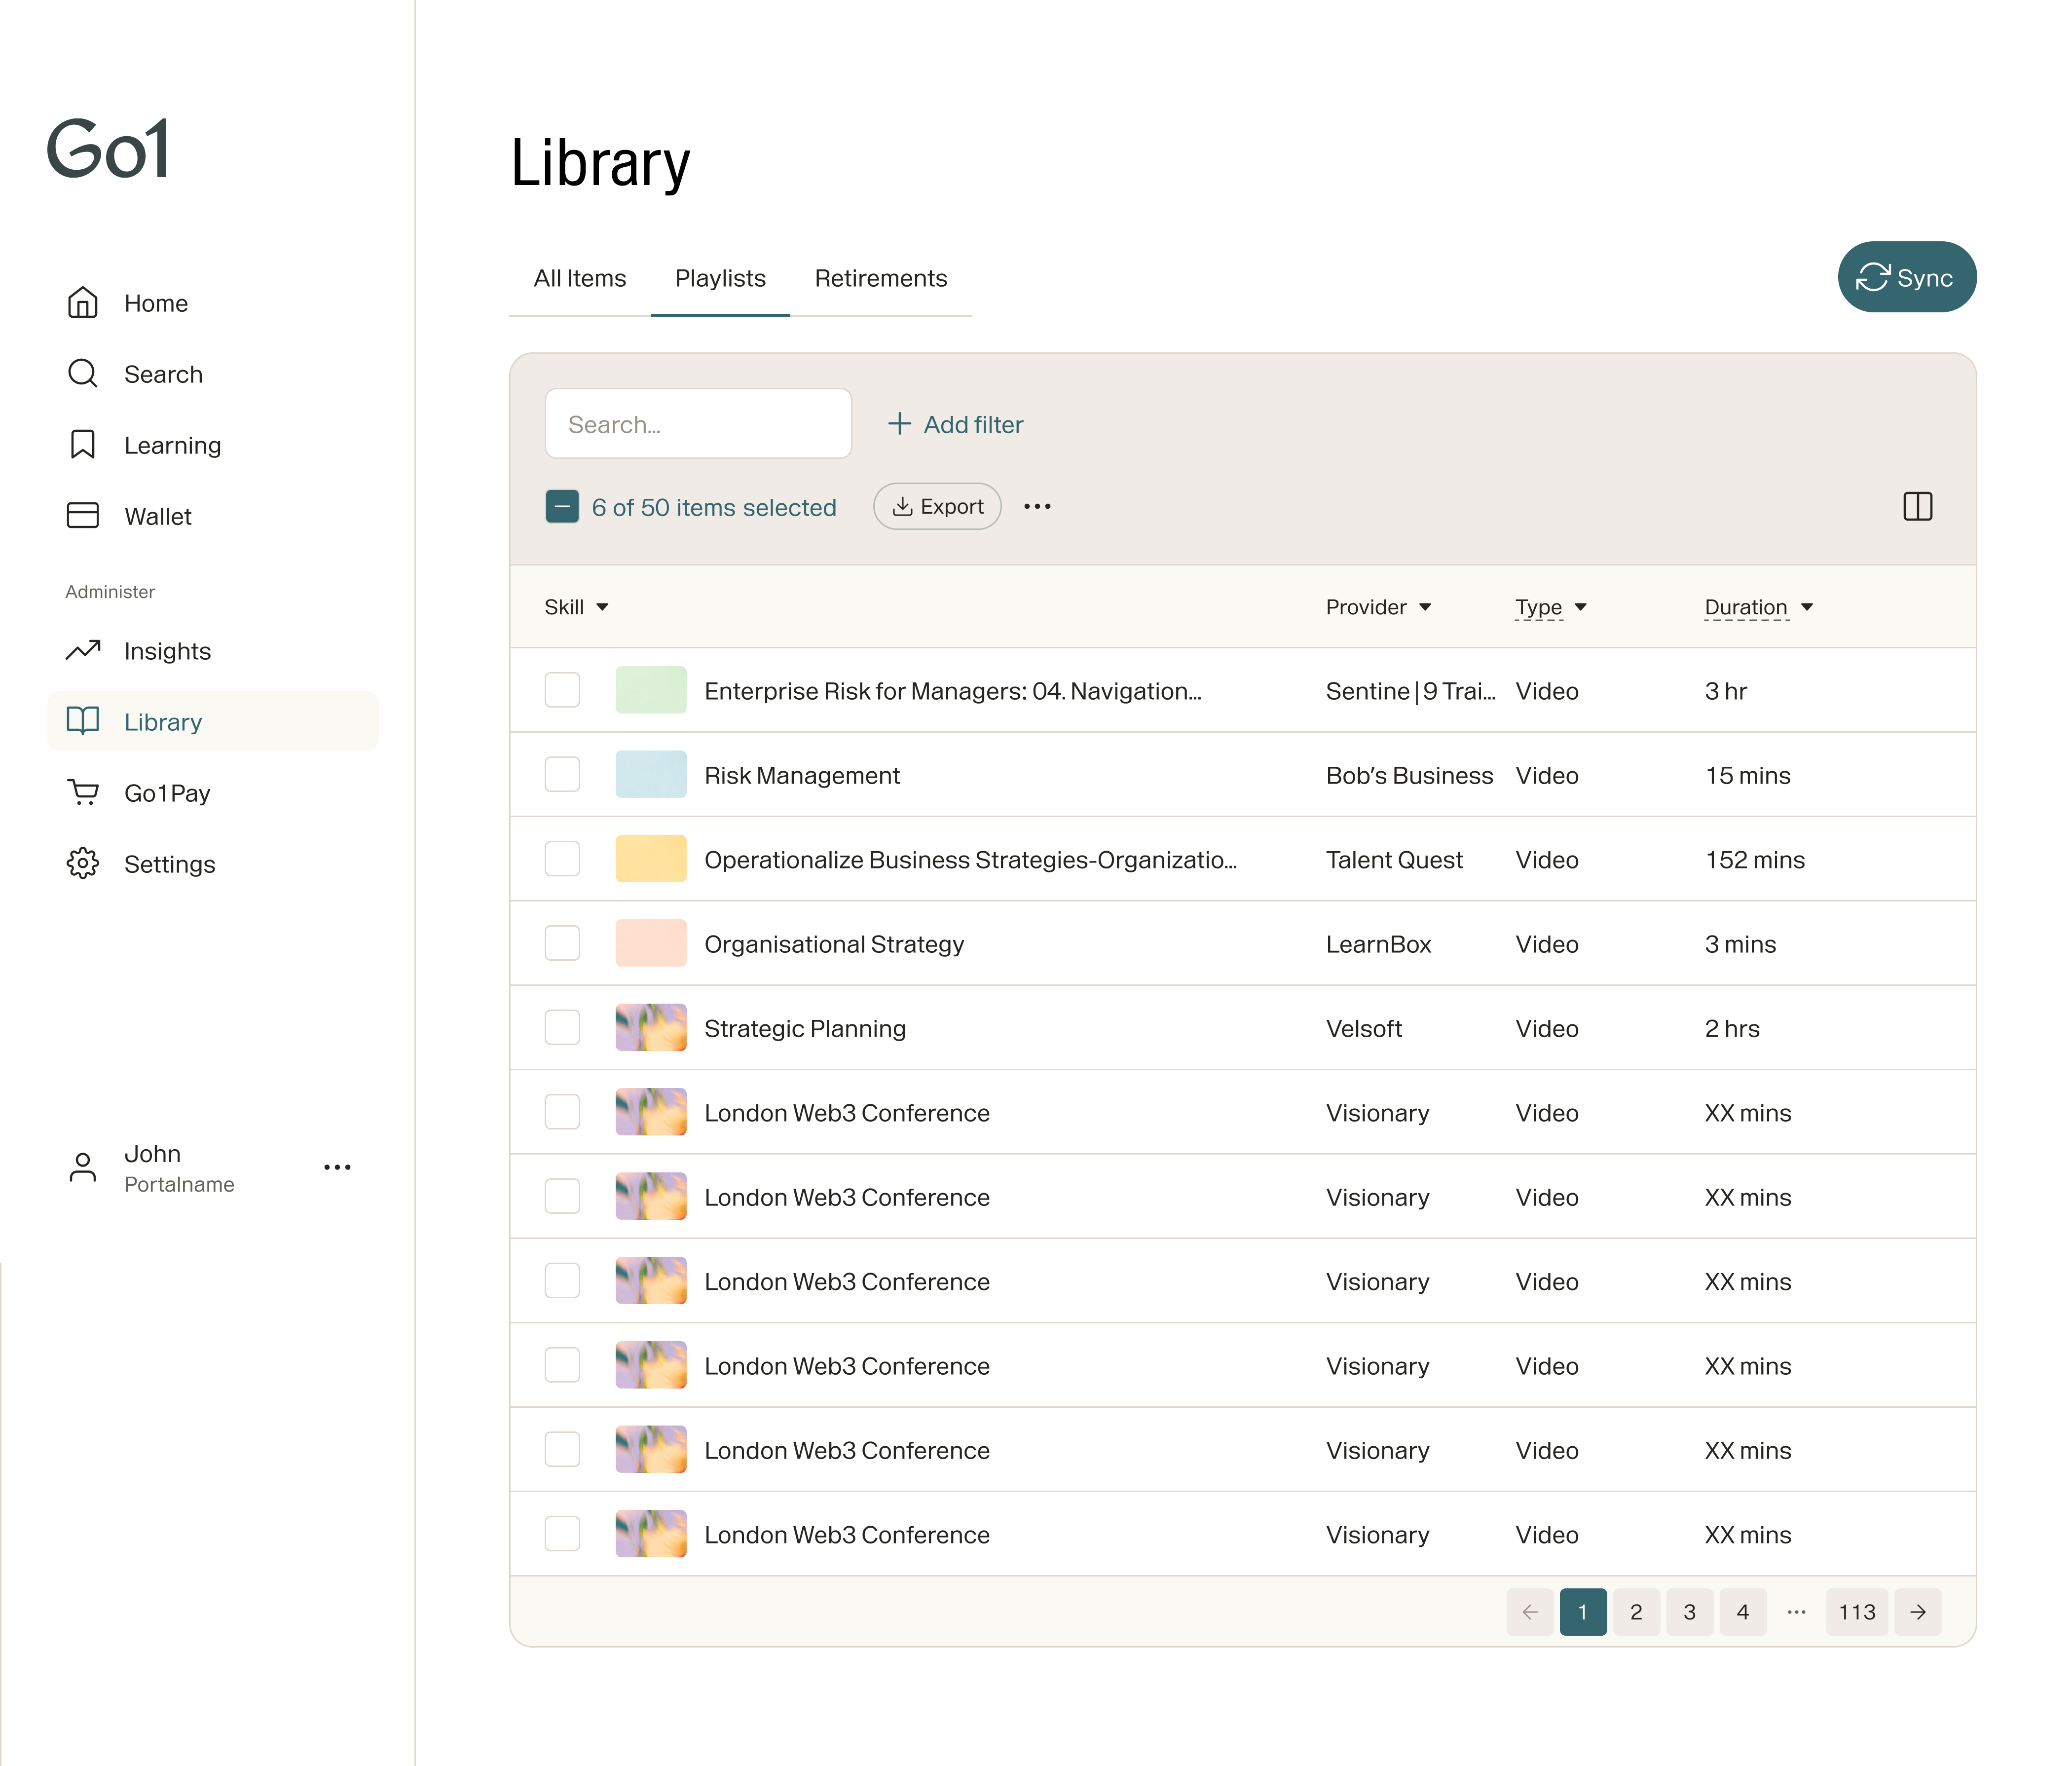 Go1
Home
Search
Learning
Wallet
Administer
Insights
Library
Go1Pay
Settings
John
Portalname
Library
All Items Playlists Retirements
Sync
Search...
Add filter
6 of 50 items selected Export
Skill Provider Type Duration
Enterprise Risk for Managers: 04. Navigation... Sentine|9 Trai... Video 3 hr
Risk Management Bob's Business Video 15 mins
Operationalize Business Strategies-Organizatio... Talent Quest Video 152 mins
Organisational Strategy LearnBox Video 3 mins
Strategic Planning Velsoft Video 2 hrs
London Web3 Conference Visionary Video XX mins
London Web3 Conference Visionary Video XX mins
London Web3 Conference Visionary Video XX mins
London Web3 Conference Visionary Video XX mins
London Web3 Conference Visionary Video XX mins
London Web3 Conference Visionary Video XX mins
1 2 3 4 ... 113